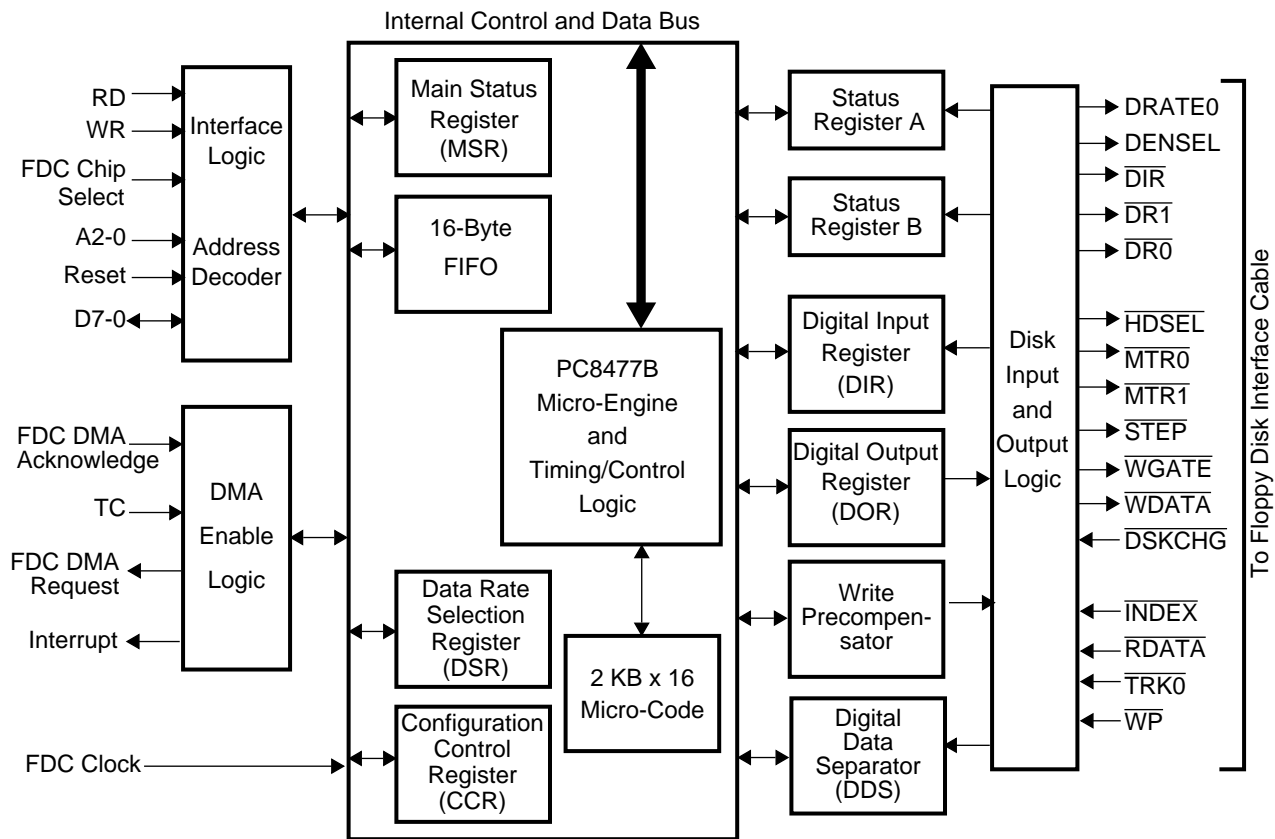 Internal Control and Data Bus
RD
WR
FDC Chip
Select
A2-0
Reset
D7-0
Interface
Logic
Address
Decoder
FDC DMA
Acknowledge
TC
FDC DMA
Request
Interrupt
DMA
Enable
Logic
FDC Clock
Main Status
Register
(MSR)
16-Byte
FIFO
PC8477B
Micro-Engine
and
Timing/Control
Logic
Data Rate
Selection
Register
(DSR)
2 KB x 16
Micro-Code
Configuration
Control
Register
(CCR)
Status
Register A
Status
Register B
Digital Input
Register
(DIR)
Digital Output
Register
(DOR)
Write
Precompen-
sator
Digital
Data
Separator
(DDS)
Disk
Input
and
Output
Logic
DRATE0
DENSEL
DIR
DR1
DR0
HDSEL
MTR0
MTR1
STEP
WGATE
WDATA
DSKCHG
INDEX
RDATA
TRK0
WP
To Floppy Disk Interface Cable